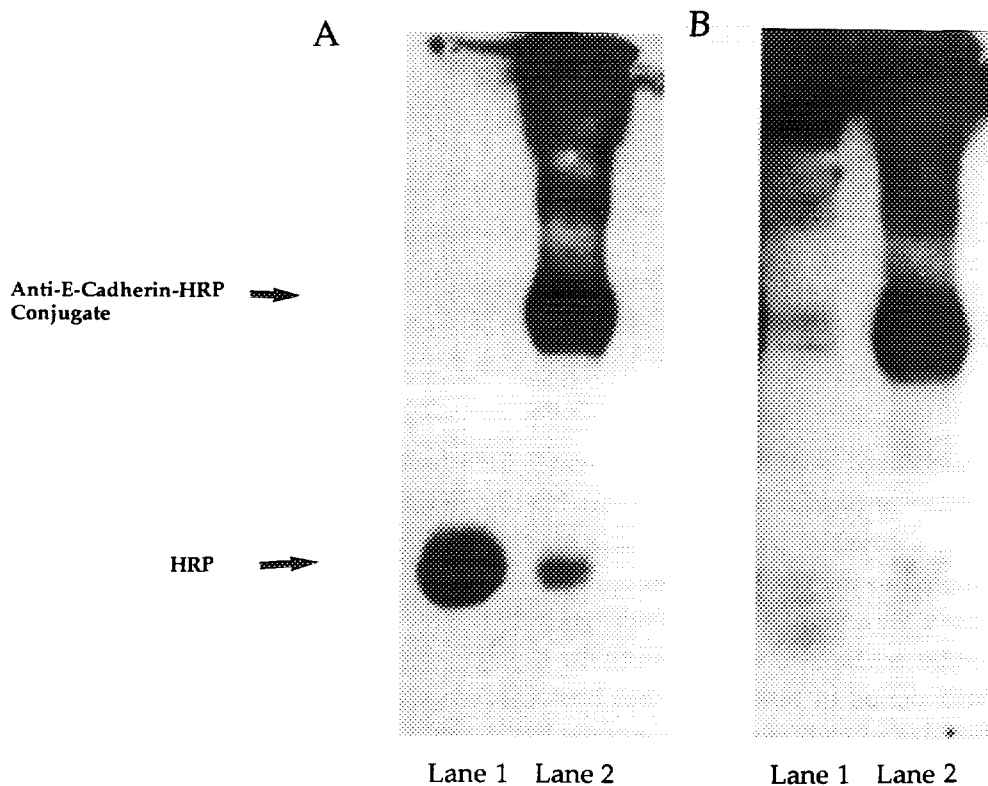 A
B
Anti-E-Cadherin-HRP
Conjugate
HRP
Lane 1 Lane 2
Lane 1 Lane 2